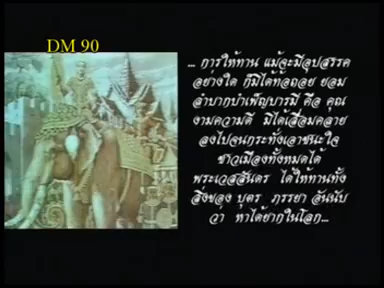 DM 90
... การให้ทาน แม้จะมีอุปสรรค
อย่างใด ก็มิได้ท้อถอย ยอม
ลำบากบำเพ็ญบารมี คือ คุณ
งามความดี มิได้เสื่อมคลาย
ลงไปจนกระทั่งเอาชนะใจ
ชาวเมืองทั้งหมดได้
พระเวสสันดร ได้ให้ทานทั้ง
สิ่งของ บุตร ภรรยา อันนับ
ว่า หาได้ยากในโลก...